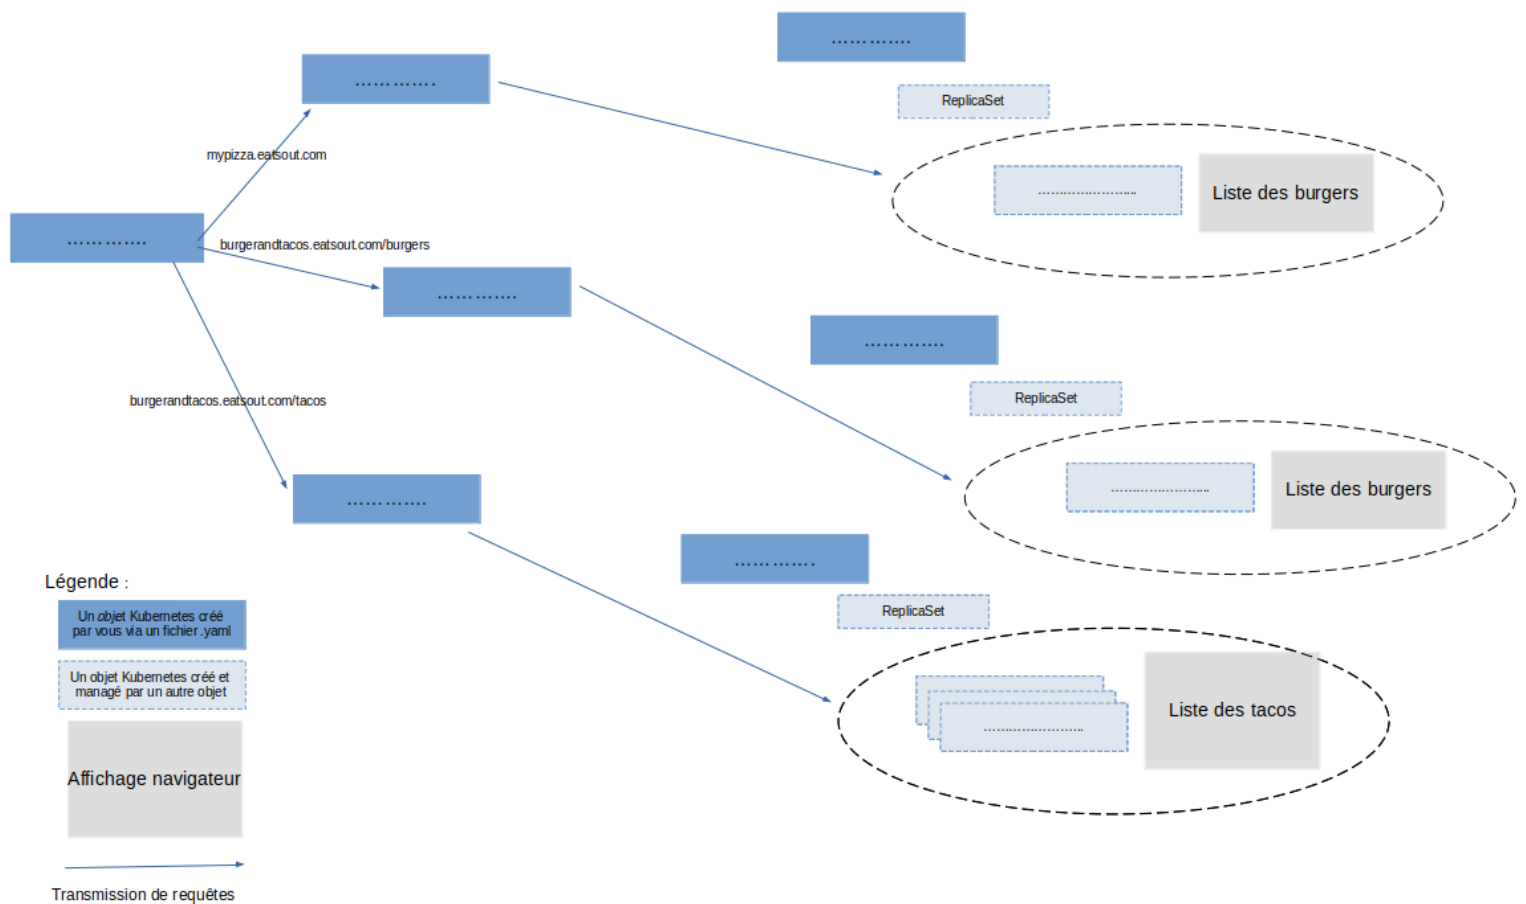 ………….
………….
ReplicaSet
mypizza.eatsout.com
…………………..
Liste des burgers
………….
burgerandtacos.eatsout.com/burgers
………….
………….
ReplicaSet
burgerandtacos.eatsout.com/tacos
…………………..
Liste des burgers
………….
………….
ReplicaSet
…………………..
Liste des tacos
Légende :
Un objet Kubernetes créé
par vous via un fichier .yaml
Un objet Kubernetes créé et
managé par un autre objet
Affichage navigateur
Transmission de requêtes